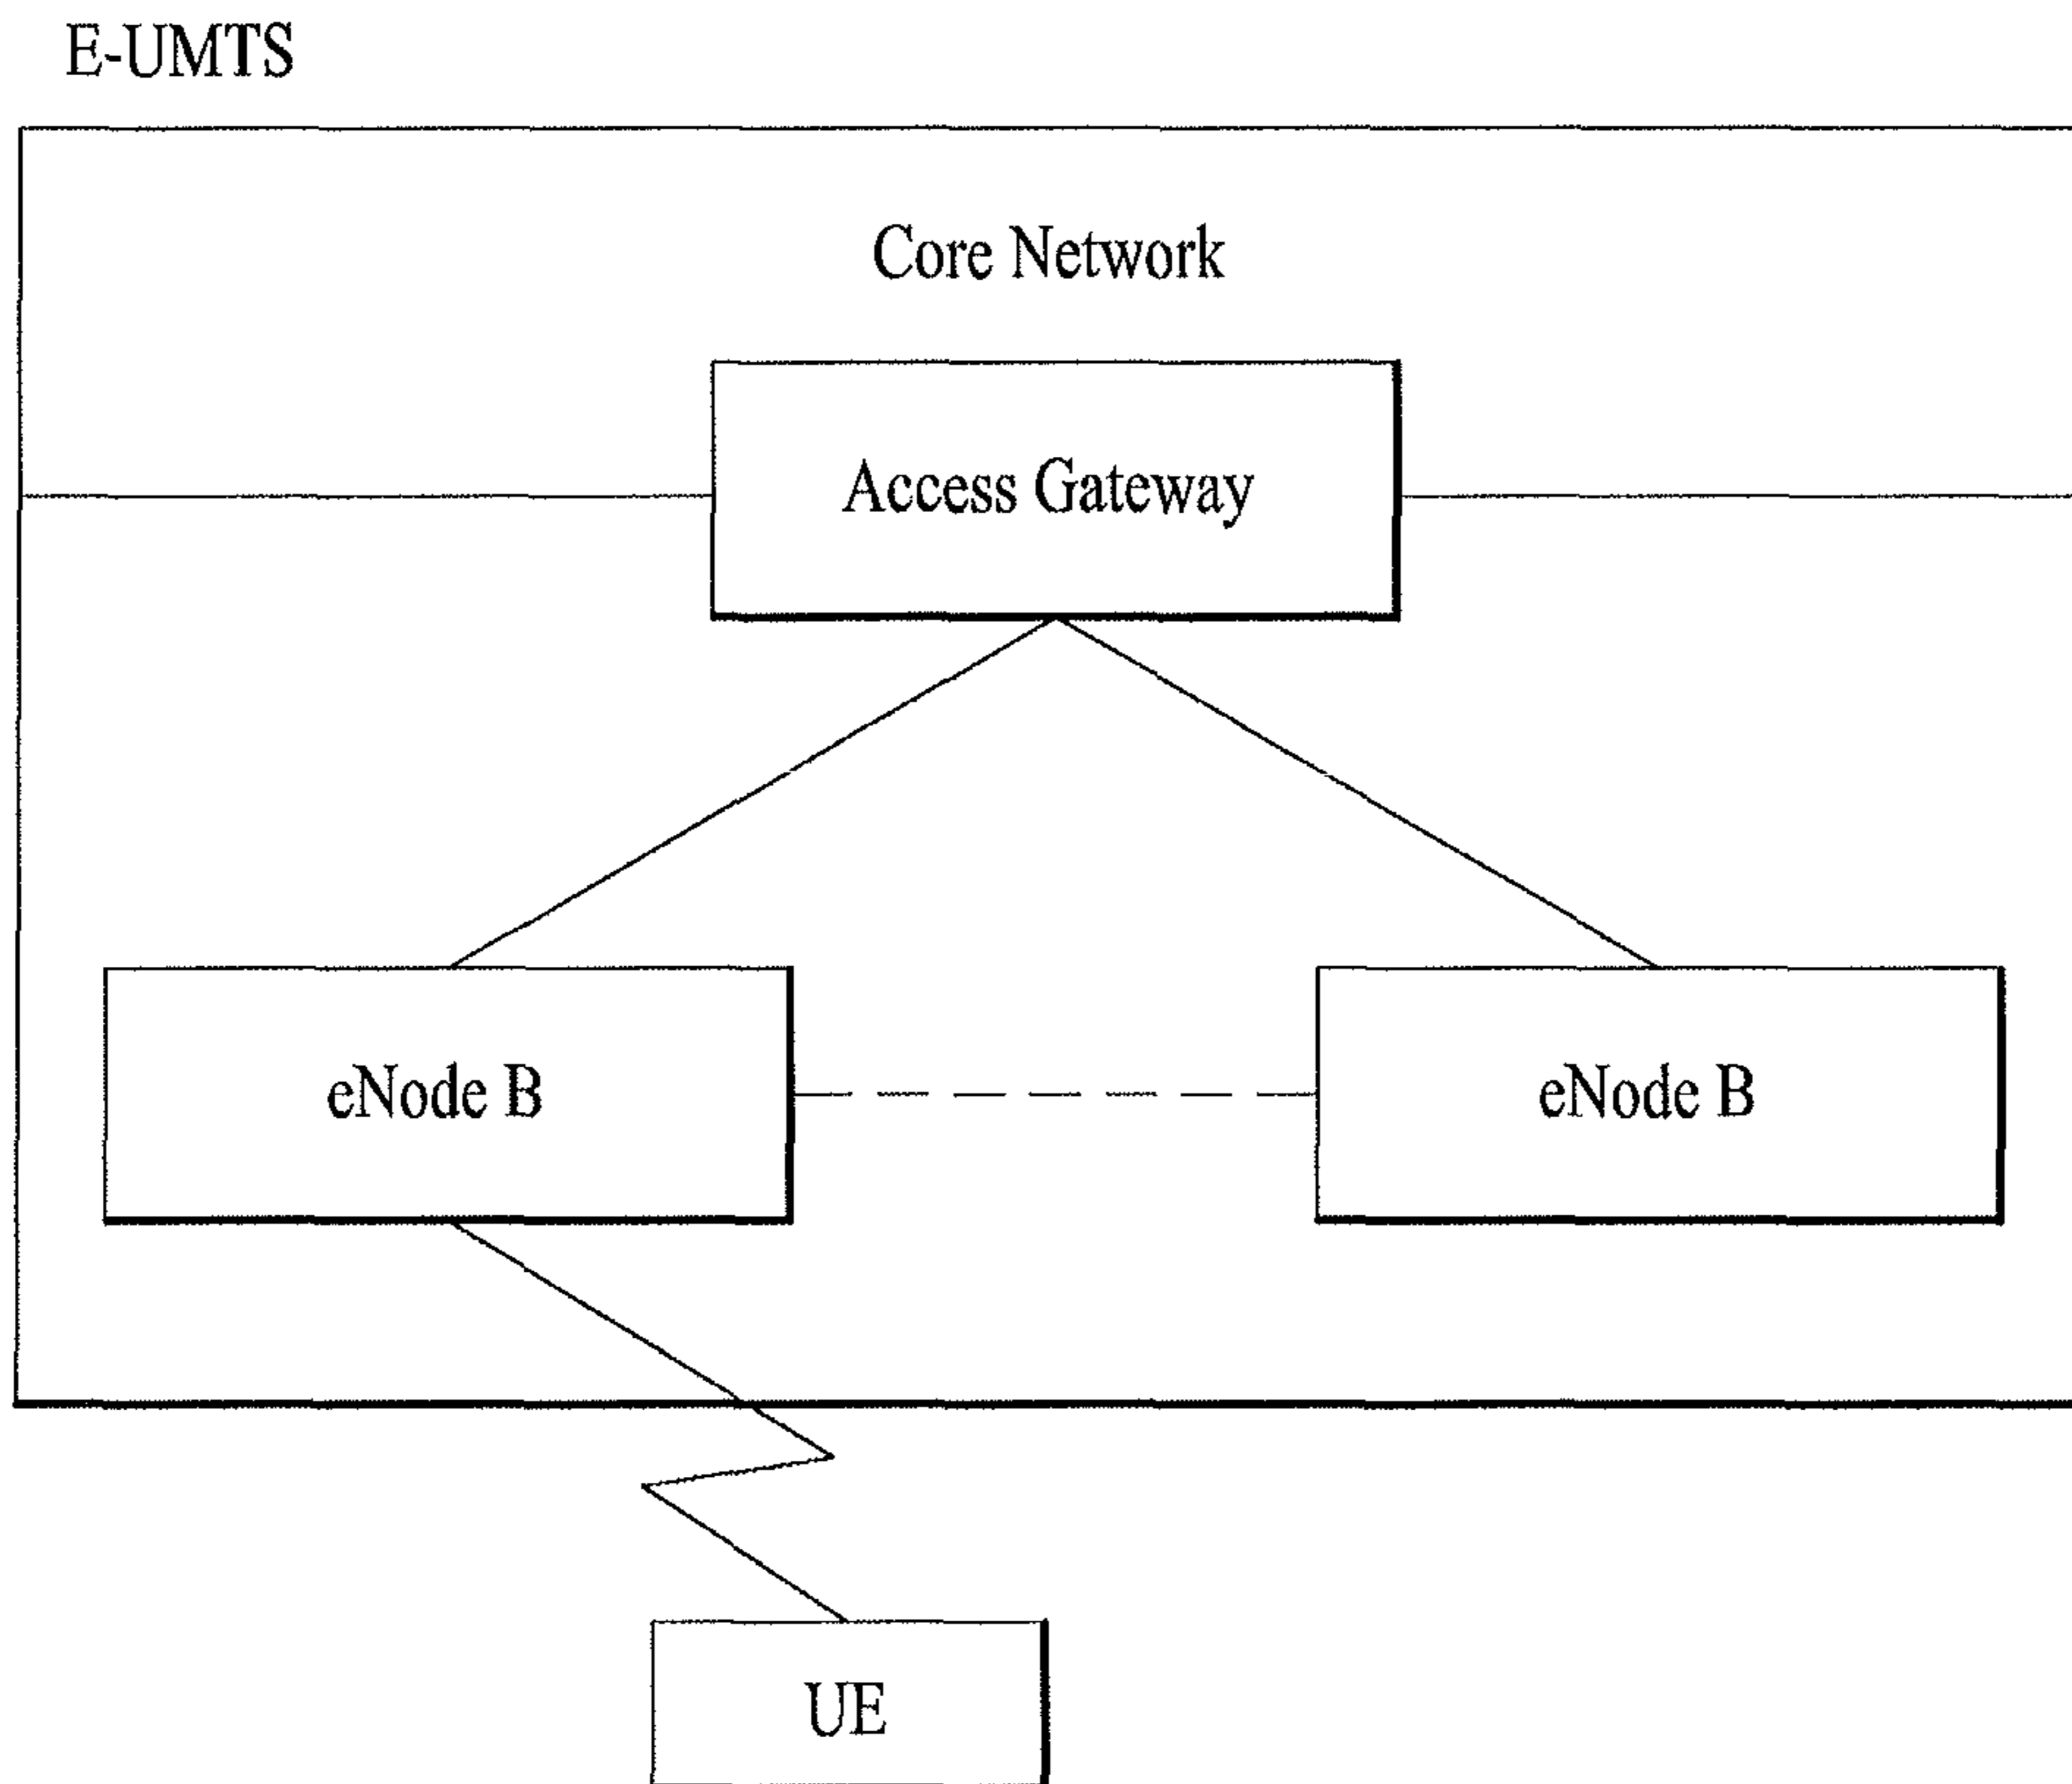 E-UMTS
Core Network
Access Gateway
eNode B
eNode B
UE